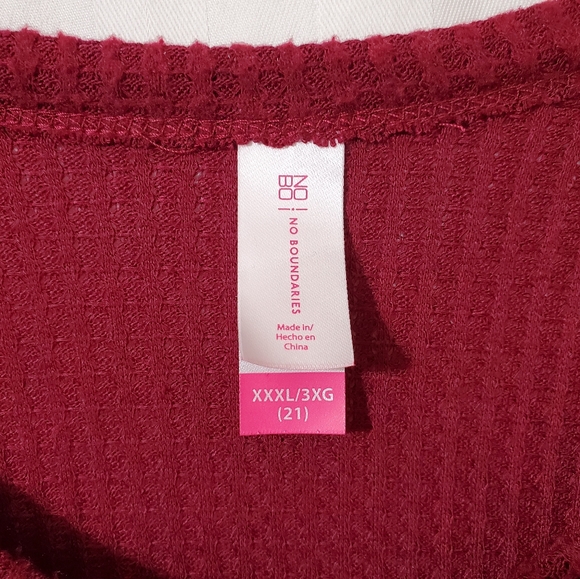 NO
BO
NO BOUNDARIES
Made in/
Hecho en
China
XXXL/3XG
(21)